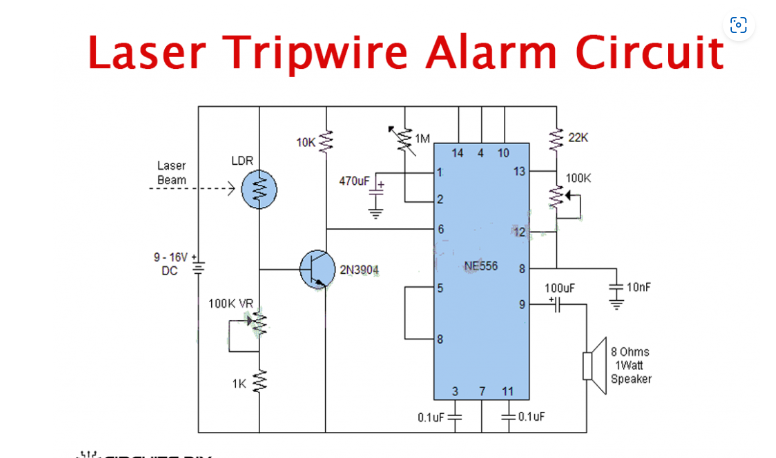 Laser Tripwire Alarm Circuit
10K
1M
22K
14 4 10
Laser
Beam
LDR
1
13
100K
470uF
+
2
6
12
9 - 16V +
DC
2N3904
NE556
8
5
100uF
10nF
100K VR
9
+
8
8 Ohms
1Watt
Speaker
1K
3 7 11
0.1uF
0.1uF